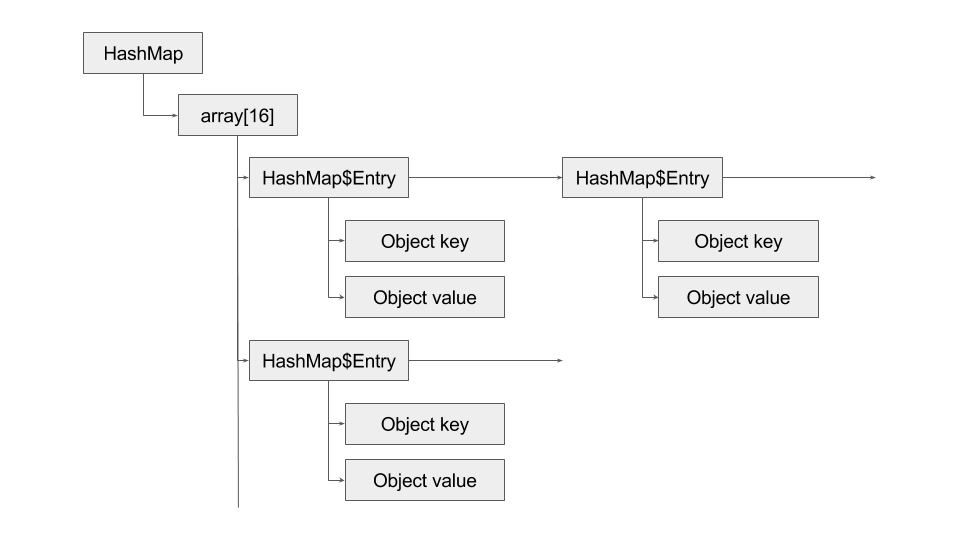 HashMap
array[16]
HashMap$Entry
HashMap$Entry
Object key
Object key
Object value
Object value
HashMap$Entry
Object key
Object value